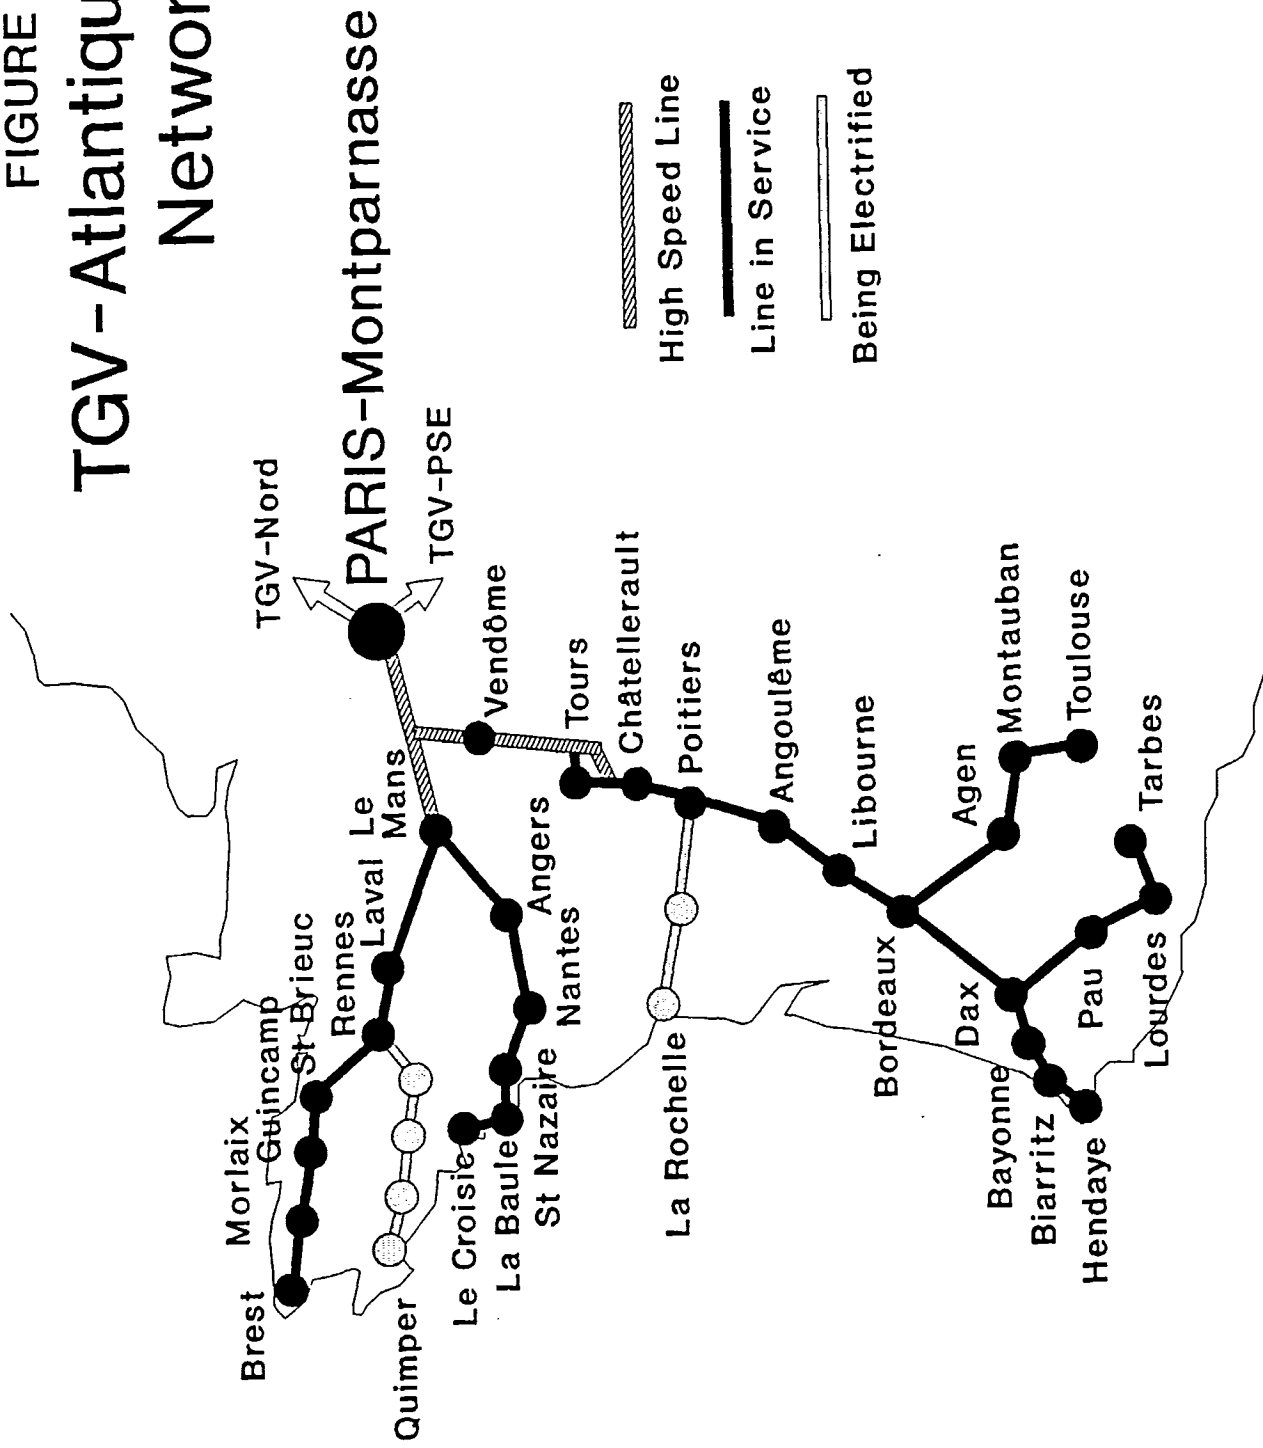 FIGURE
TGV-Atlantiqu
Networ
PARIS-Montparnasse
TGV-Nord
TGV-PSE
Vendôme
Tours
Châtellerault
Poitiers
Angoulême
Libourne
Bordeaux
Agen
Montauban
Toulouse
Tarbes
Lourdes
Pau
Dax
Bayonne
Biarritz
Hendaye
La Rochelle
Le
Mans
Laval
Rennes
St Brieuc
Guincamp
Morlaix
Brest
Quimper
Angers
Nantes
St Nazaire
La Baule
Le Croisic
High Speed Line
Line in Service
Being Electrified